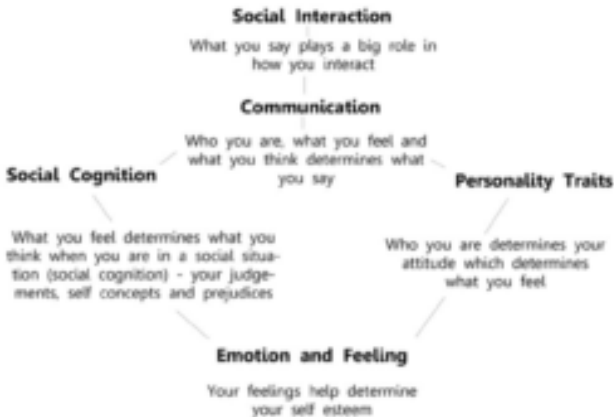 Social Interaction
What you say plays a big role in
how you interact
Communication
Who you are, what you feel and
what you think determines what
you say
Social Cognition
Personality Traits
What you feel determines what you
think when you are in a social situa-
tion (social cognition) - your judge-
ments, self concepts and prejudices
Who you are determines your
attitude which determines
what you feel
Emotion and Feeling
Your feelings help determine
your self esteem